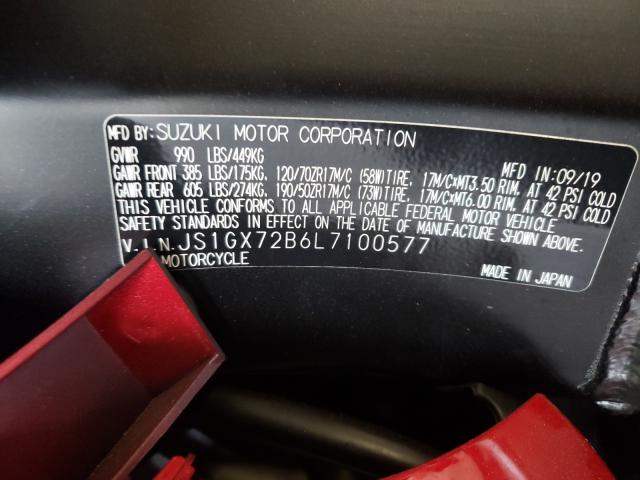 MFD BY:SUZUKI MOTOR CORPORATION
MFD IN:09/19
GVWR 990 LBS/449KG
GAWR FRONT 385 LBS/175KG, 120/70ZR17M/C (58W)TIRE, 17M/C×MT3.50 RIM. AT 42 PSI COLD
GAWR REAR 605 LBS/274KG, 190/50ZR17M/C (73W)TIRE, 17M/C×MT6.00 RIM. AT 42 PSI COLD
THIS VEHICLE CONFORMS TO ALL APPLICABLE FEDERAL MOTOR VEHICLE
SAFETY STANDARDS IN EFFECT ON THE DATE OF MANUFACTURE SHOWN ABOVE.
V.I.N.JS1GX72B6L7100577
MOTORCYCLE
MADE IN JAPAN